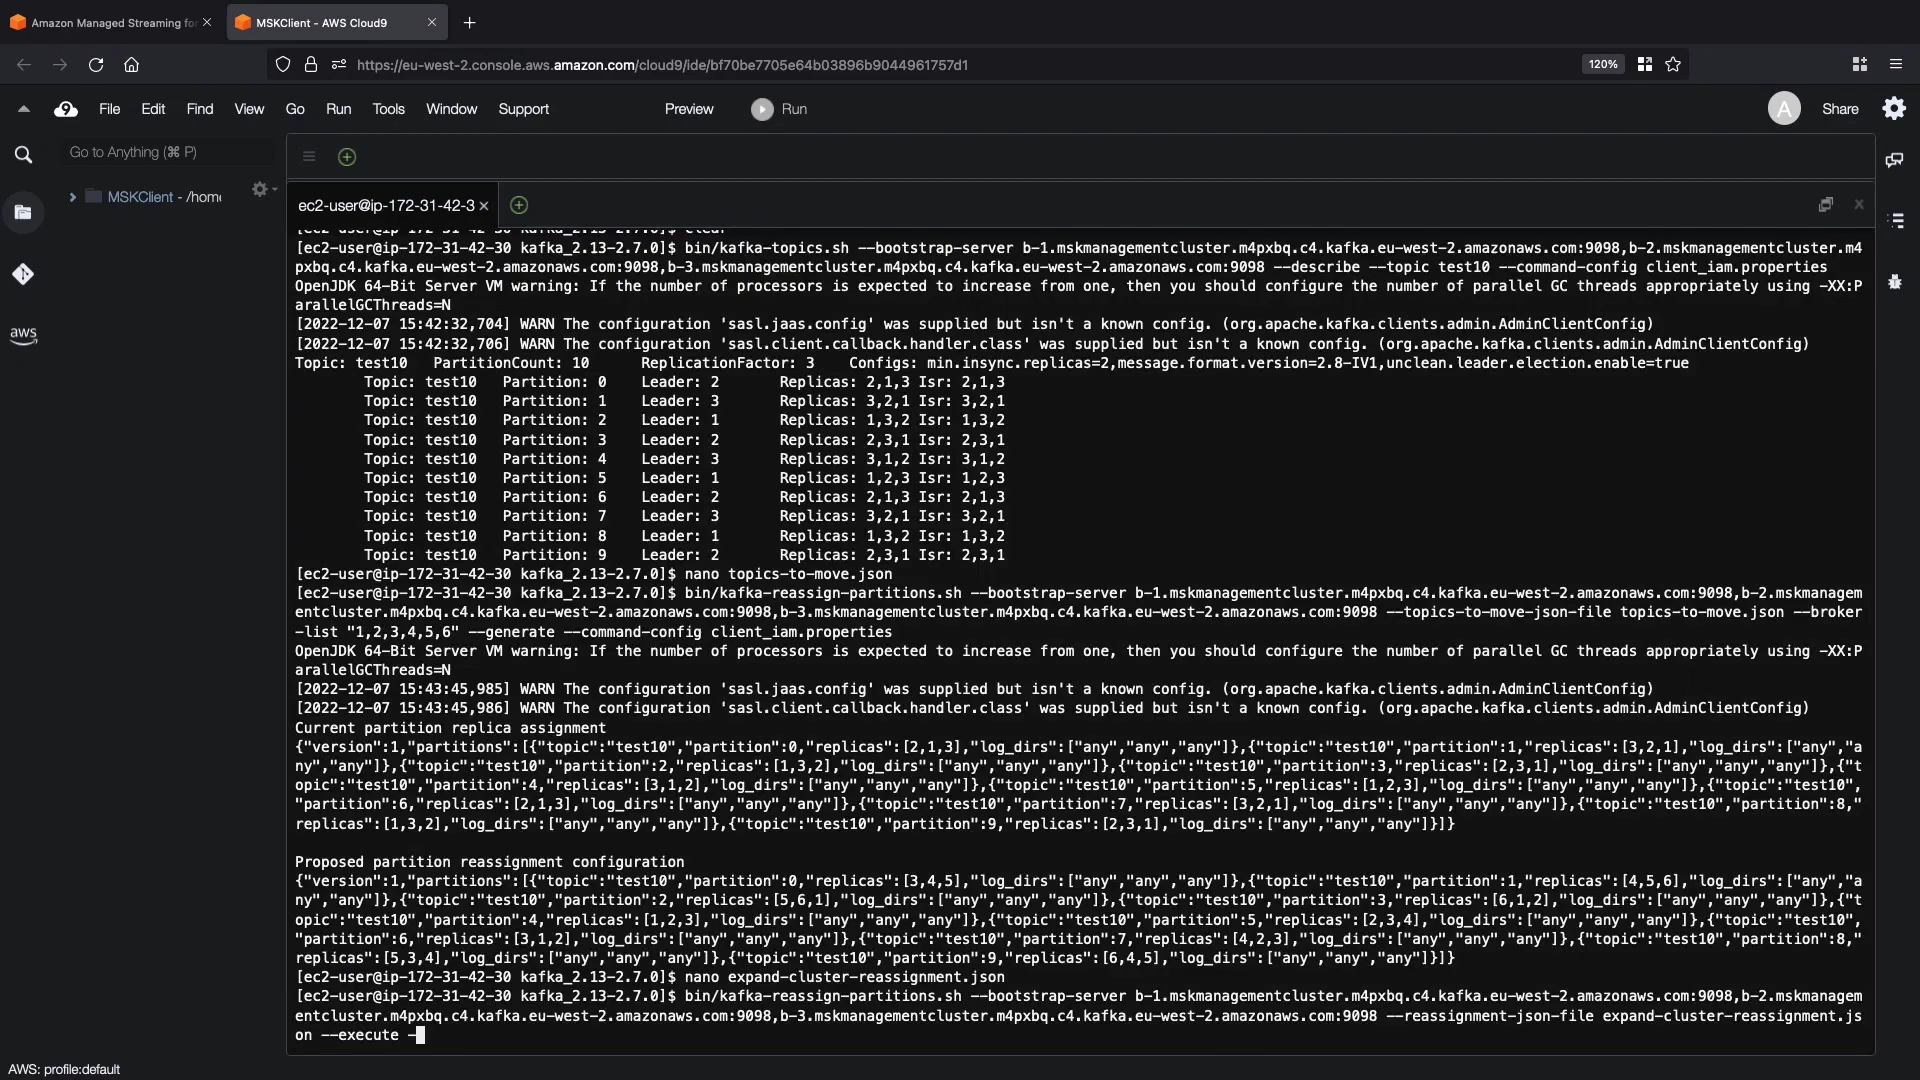 Amazon Managed Streaming fo
MSKClient - AWS Cloud9
https://eu-west-2.console.aws.amazon.com/cloud9/ide/bf70be7705e64b03896b9044961757d1
120%
9 File Edit Find View Go Run Tools Window Support Preview Run A Share
Go to Anything (⌘ P)
MSKClient - /home
aws
ec2-user@ip-172-31-42-3
[ec2-user@ip-172-31-42-30 kafka_2.13-2.7.0]$ clear
[ec2-user@ip-172-31-42-30 kafka_2.13-2.7.0]$ bin/kafka-topics.sh --bootstrap-server b-1.mskmanagementcluster.m4pxbq.c4.kafka.eu-west-2.amazonaws.com:9098,b-2.mskmanagementcluster.m4
pxbq.c4.kafka.eu-west-2.amazonaws.com:9098,b-3.mskmanagementcluster.m4pxbq.c4.kafka.eu-west-2.amazonaws.com:9098 --describe --topic test10 --command-config client_iam.properties
OpenJDK 64-Bit Server VM warning: If the number of processors is expected to increase from one, then you should configure the number of parallel GC threads appropriately using -XX:P
arallelGCThreads=N
[2022-12-07 15:42:32,704] WARN The configuration 'sasl.jaas.config' was supplied but isn't a known config. (org.apache.kafka.clients.admin.AdminClientConfig)
[2022-12-07 15:42:32,706] WARN The configuration 'sasl.client.callback.handler.class' was supplied but isn't a known config. (org.apache.kafka.clients.admin.AdminClientConfig)
Topic: test10 PartitionCount: 10 ReplicationFactor: 3 Configs: min.insync.replicas=2,message.format.version=2.8-IV1,unclean.leader.election.enable=true
Topic: test10 Partition: 0 Leader: 2 Replicas: 2,1,3 Isr: 2,1,3
Topic: test10 Partition: 1 Leader: 3 Replicas: 3,2,1 Isr: 3,2,1
Topic: test10 Partition: 2 Leader: 1 Replicas: 1,3,2 Isr: 1,3,2
Topic: test10 Partition: 3 Leader: 2 Replicas: 2,3,1 Isr: 2,3,1
Topic: test10 Partition: 4 Leader: 3 Replicas: 3,1,2 Isr: 3,1,2
Topic: test10 Partition: 5 Leader: 1 Replicas: 1,2,3 Isr: 1,2,3
Topic: test10 Partition: 6 Leader: 2 Replicas: 2,1,3 Isr: 2,1,3
Topic: test10 Partition: 7 Leader: 3 Replicas: 3,2,1 Isr: 3,2,1
Topic: test10 Partition: 8 Leader: 1 Replicas: 1,3,2 Isr: 1,3,2
Topic: test10 Partition: 9 Leader: 2 Replicas: 2,3,1 Isr: 2,3,1
[ec2-user@ip-172-31-42-30 kafka_2.13-2.7.0]$ nano topics-to-move.json
[ec2-user@ip-172-31-42-30 kafka_2.13-2.7.0]$ bin/kafka-reassign-partitions.sh --bootstrap-server b-1.mskmanagementcluster.m4pxbq.c4.kafka.eu-west-2.amazonaws.com:9098,b-2.mskmanagem
entcluster.m4pxbq.c4.kafka.eu-west-2.amazonaws.com:9098,b-3.mskmanagementcluster.m4pxbq.c4.kafka.eu-west-2.amazonaws.com:9098 --topics-to-move-json-file topics-to-move.json --broker
-list "1,2,3,4,5,6" --generate --command-config client_iam.properties
OpenJDK 64-Bit Server VM warning: If the number of processors is expected to increase from one, then you should configure the number of parallel GC threads appropriately using -XX:P
arallelGCThreads=N
[2022-12-07 15:43:45,985] WARN The configuration 'sasl.jaas.config' was supplied but isn't a known config. (org.apache.kafka.clients.admin.AdminClientConfig)
[2022-12-07 15:43:45,986] WARN The configuration 'sasl.client.callback.handler.class' was supplied but isn't a known config. (org.apache.kafka.clients.admin.AdminClientConfig)
Current partition replica assignment
{"version":1,"partitions":[{"topic":"test10","partition":0,"replicas":[2,1,3],"log_dirs":["any","any","any"]},{"topic":"test10","partition":1,"replicas":[3,2,1],"log_dirs":["any","a
ny","any"]},{"topic":"test10","partition":2,"replicas":[1,3,2],"log_dirs":["any","any","any"]},{"topic":"test10","partition":3,"replicas":[2,3,1],"log_dirs":["any","any","any"]},{"t
opic":"test10","partition":4,"replicas":[3,1,2],"log_dirs":["any","any","any"]},{"topic":"test10","partition":5,"replicas":[1,2,3],"log_dirs":["any","any","any"]},{"topic":"test10",
"partition":6,"replicas":[2,1,3],"log_dirs":["any","any","any"]},{"topic":"test10","partition":7,"replicas":[3,2,1],"log_dirs":["any","any","any"]},{"topic":"test10","partition":8,"
replicas":[1,3,2],"log_dirs":["any","any","any"]},{"topic":"test10","partition":9,"replicas":[2,3,1],"log_dirs":["any","any","any"]}]}
Proposed partition reassignment configuration
{"version":1,"partitions":[{"topic":"test10","partition":0,"replicas":[3,4,5],"log_dirs":["any","any","any"]},{"topic":"test10","partition":1,"replicas":[4,5,6],"log_dirs":["any","a
ny","any"]},{"topic":"test10","partition":2,"replicas":[5,6,1],"log_dirs":["any","any","any"]},{"topic":"test10","partition":3,"replicas":[6,1,2],"log_dirs":["any","any","any"]},{"t
opic":"test10","partition":4,"replicas":[1,2,3],"log_dirs":["any","any","any"]},{"topic":"test10","partition":5,"replicas":[2,3,4],"log_dirs":["any","any","any"]},{"topic":"test10",
"partition":6,"replicas":[3,1,2],"log_dirs":["any","any","any"]},{"topic":"test10","partition":7,"replicas":[4,2,3],"log_dirs":["any","any","any"]},{"topic":"test10","partition":8,"
replicas":[5,3,4],"log_dirs":["any","any","any"]},{"topic":"test10","partition":9,"replicas":[6,4,5],"log_dirs":["any","any","any"]}]}
[ec2-user@ip-172-31-42-30 kafka_2.13-2.7.0]$ nano expand-cluster-reassignment.json
[ec2-user@ip-172-31-42-30 kafka_2.13-2.7.0]$ bin/kafka-reassign-partitions.sh --bootstrap-server b-1.mskmanagementcluster.m4pxbq.c4.kafka.eu-west-2.amazonaws.com:9098,b-2.mskmanagem
entcluster.m4pxbq.c4.kafka.eu-west-2.amazonaws.com:9098,b-3.mskmanagementcluster.m4pxbq.c4.kafka.eu-west-2.amazonaws.com:9098 --reassignment-json-file expand-cluster-reassignment.js
on --execute -
AWS: profile:default